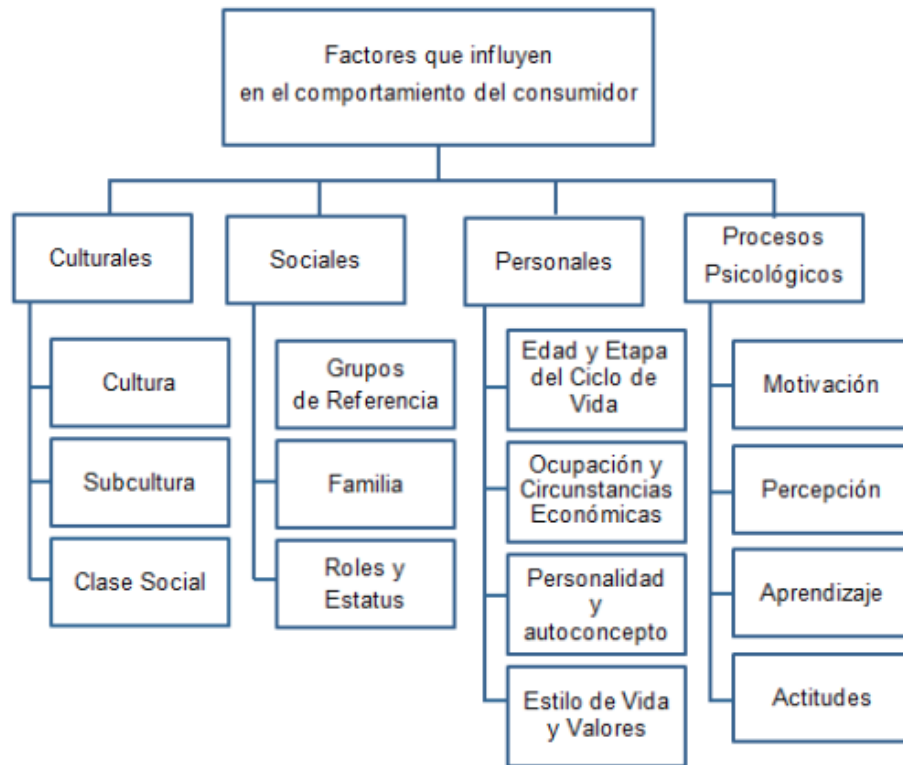 Factores que influyen
en el comportamiento del consumidor
Culturales
Sociales
Personales
Procesos
Psicológicos
Cultura
Subcultura
Clase Social
Grupos
de Referencia
Familia
Roles y
Estatus
Edad y Etapa
del Ciclo de
Vida
Ocupación y
Circunstancias
Económicas
Personalidad
y
autoconcepto
Estilo de Vida
y Valores
Motivación
Percepción
Aprendizaje
Actitudes